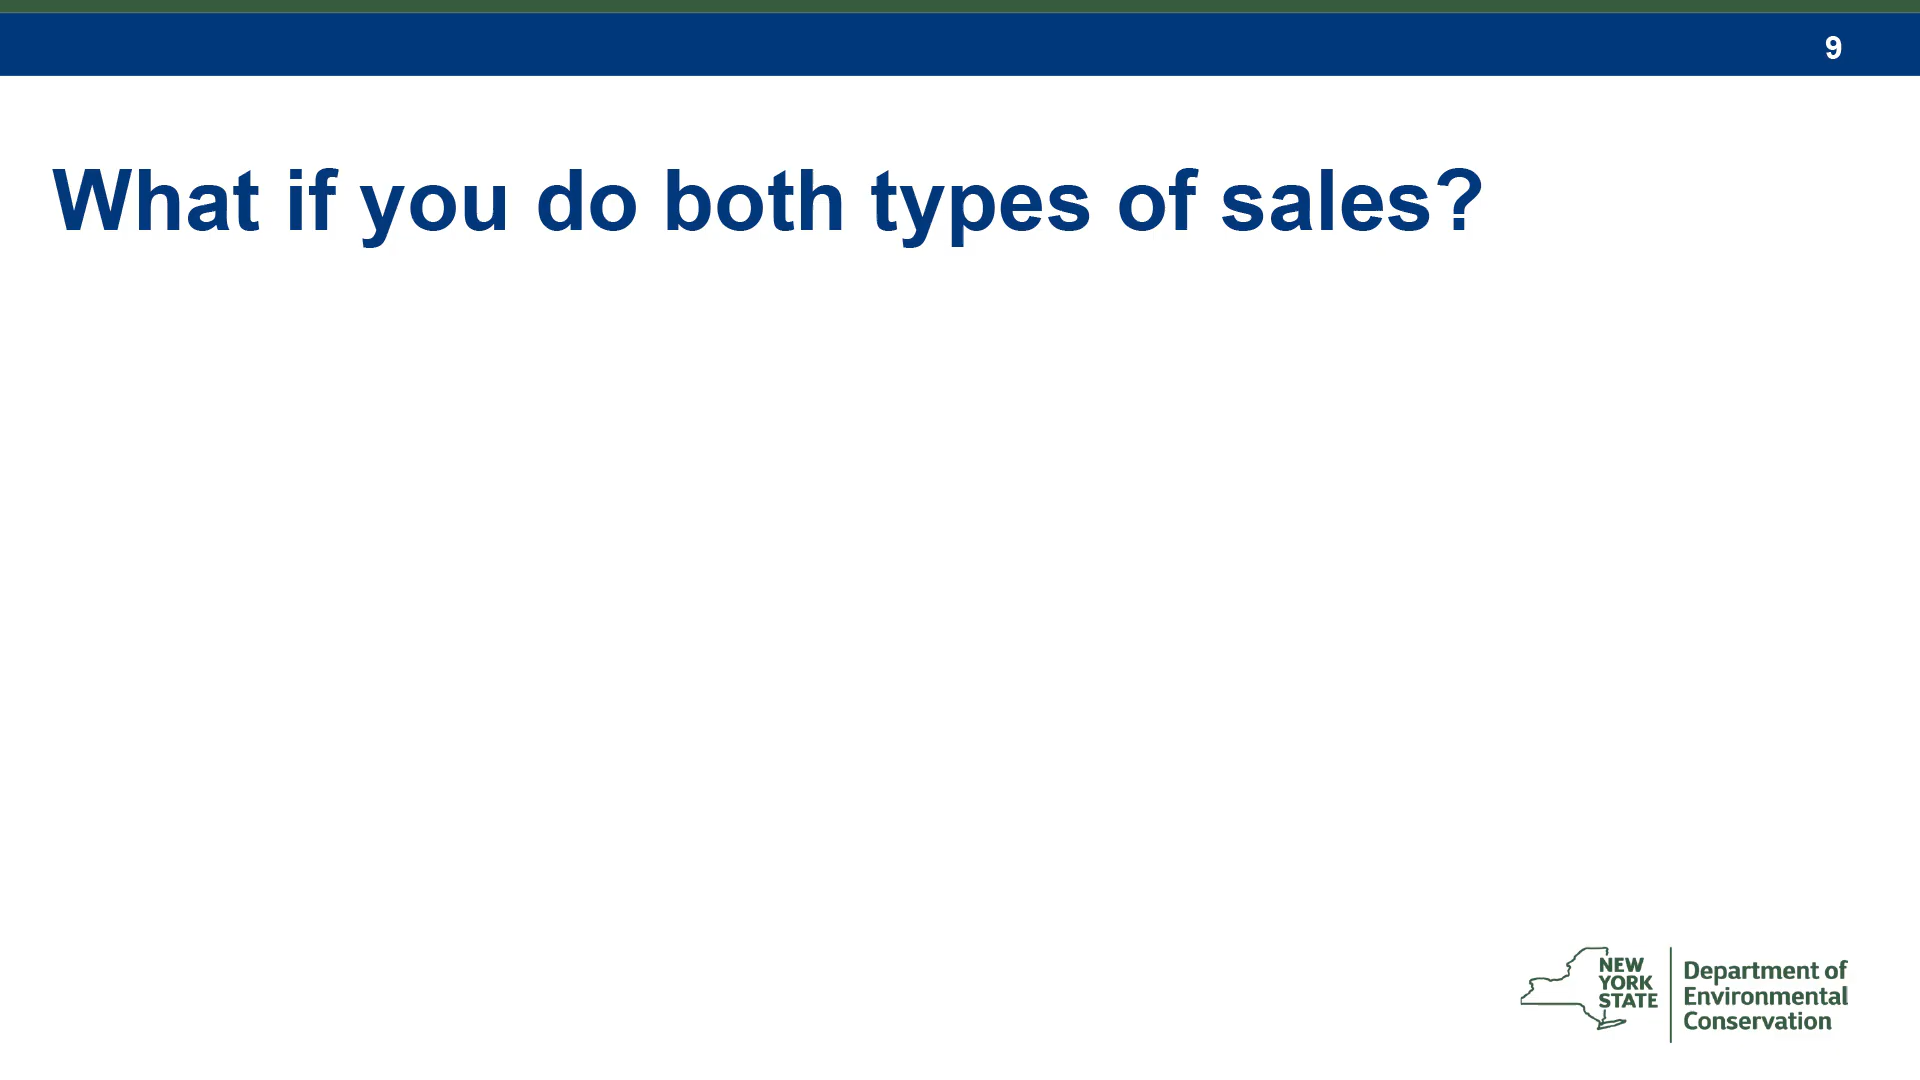 9
What if you do both types of sales?
NEW
YORK
STATE
Department of
Environmental
Conservation